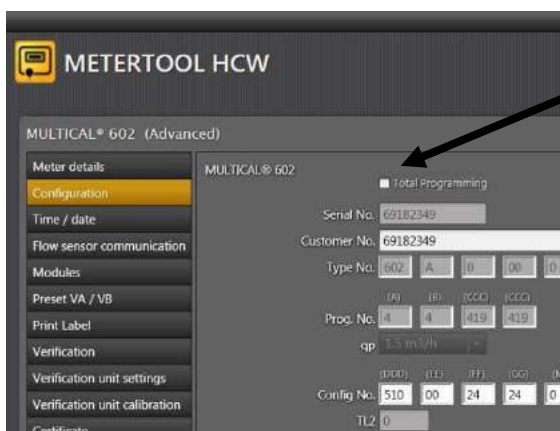 METERTOOL HCW
MULTICAL® 602 (Advanced)
Meter details
Configuration
Time / date
Flow sensor communication
Modules
Preset VA / VB
Print Label
Verification
Verification unit settings
Verification unit calibration
Certificate
MULTICAL® 602
Total Programming
Serial No. 69182349
Customer No. 69182349
Type No. 602 A 0 00 0
(A) (B) (CCC) (CCC)
Prog. No. 4 4 419 419
qp 1.5 m3/h
(DDD) (EE) (FF) (GG) (M
Config No. 510 00 24 24 0
TL2 0